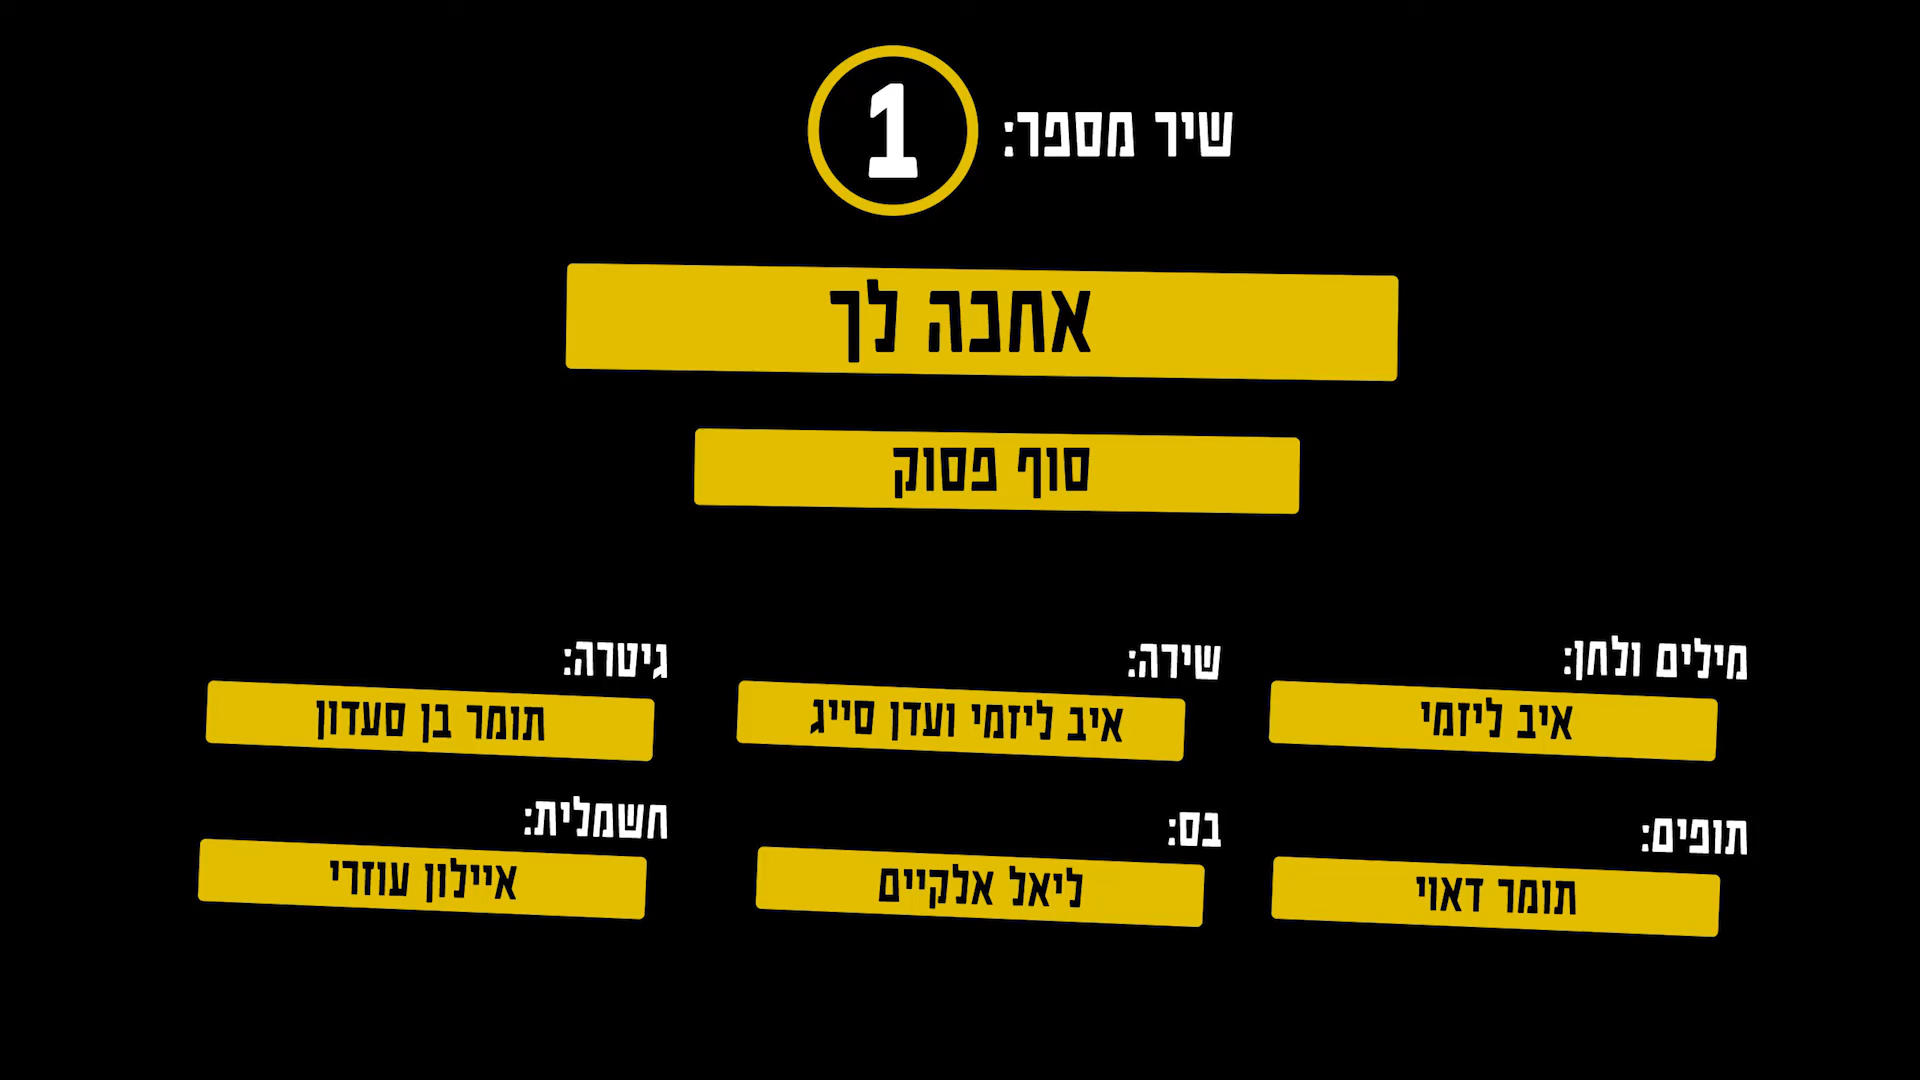 שיר מספר: 1
אחכה לך
סוף פסוק
מילים ולחן:
איב ליזמי
שירה:
איב ליזמי ועדן סייג
גיטרה:
תומר בן סעדון
תופים:
תומר דאוי
בס:
ליאל אלקיים
חשמלית:
איילון עוזרי